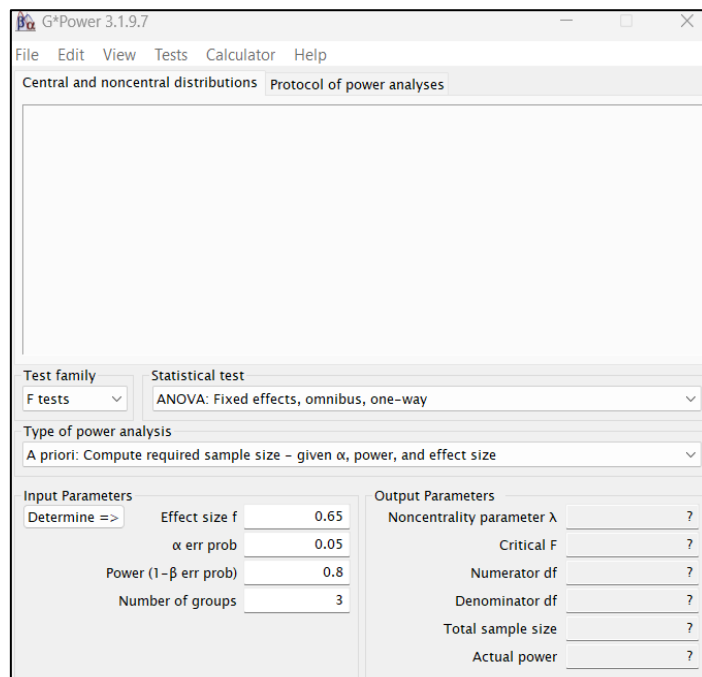 βα G*Power 3.1.9.7
File Edit View Tests Calculator Help
Central and noncentral distributions Protocol of power analyses
Test family
F tests
Statistical test
ANOVA: Fixed effects, omnibus, one-way
Type of power analysis
A priori: Compute required sample size - given α, power, and effect size
Input Parameters
Determine => Effect size f 0.65
α err prob 0.05
Power (1-β err prob) 0.8
Number of groups 3
Output Parameters
Noncentrality parameter λ ?
Critical F ?
Numerator df ?
Denominator df ?
Total sample size ?
Actual power ?